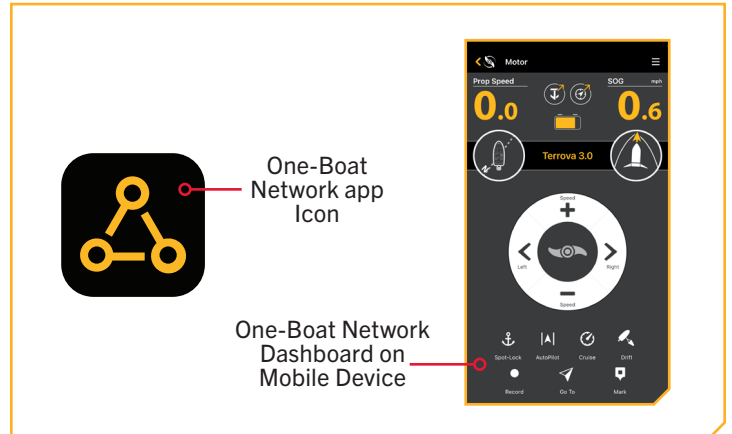 Motor
Prop Speed
SOG mph
0.0
0.6
N
Terrova 3.0
One-Boat
Network app
Icon
Speed
+
Left
Right
−
Speed
One-Boat Network
Dashboard on
Mobile Device
Spot-Lock AutoPilot Cruise Drift
Record Go To Mark